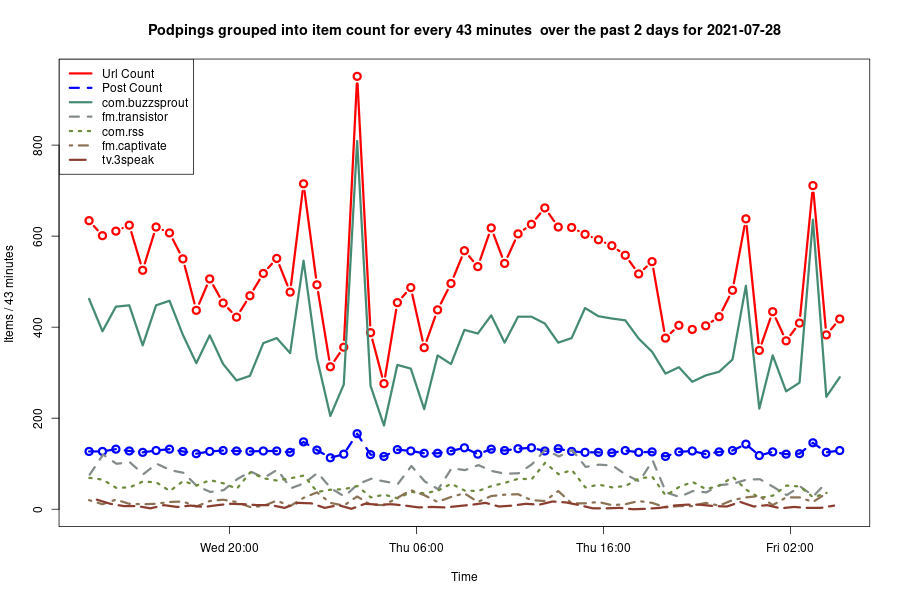 Podpings grouped into item count for every 43 minutes  over the past 2 days for 2021-07-28
Url Count
Post Count
com.buzzsprout
fm.transistor
com.rss
fm.captivate
tv.3speak
Items / 43 minutes
800
600
400
200
0
Wed 20:00
Thu 06:00
Thu 16:00
Fri 02:00
Time